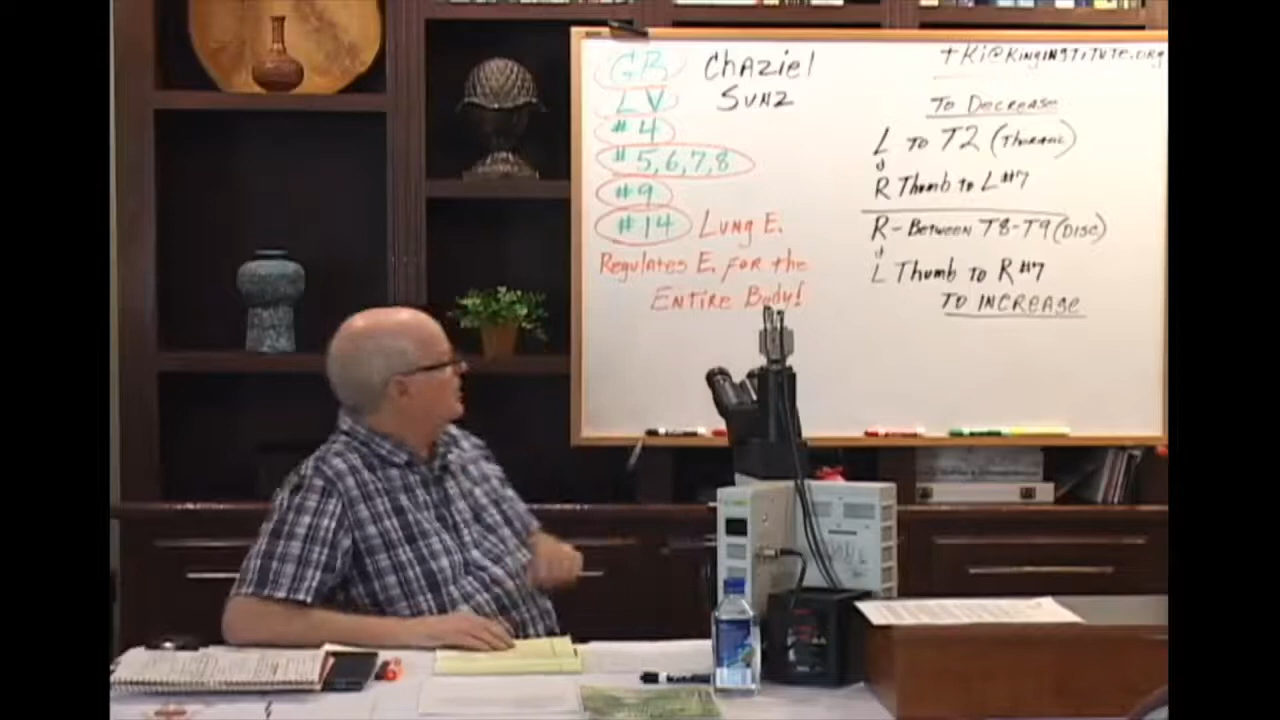 GB
LV
#4
#5,6,7,8
#9
#14 Lung E.
Regulates E. for the
Entire Body!
Chaziel
Sunz
tki@kinginstitute.org
To Decrease
L to T2 (Thoracic)
&
R Thumb to L #7
R - Between T8-T9 (Disc)
&
L Thumb to R #7
To Increase